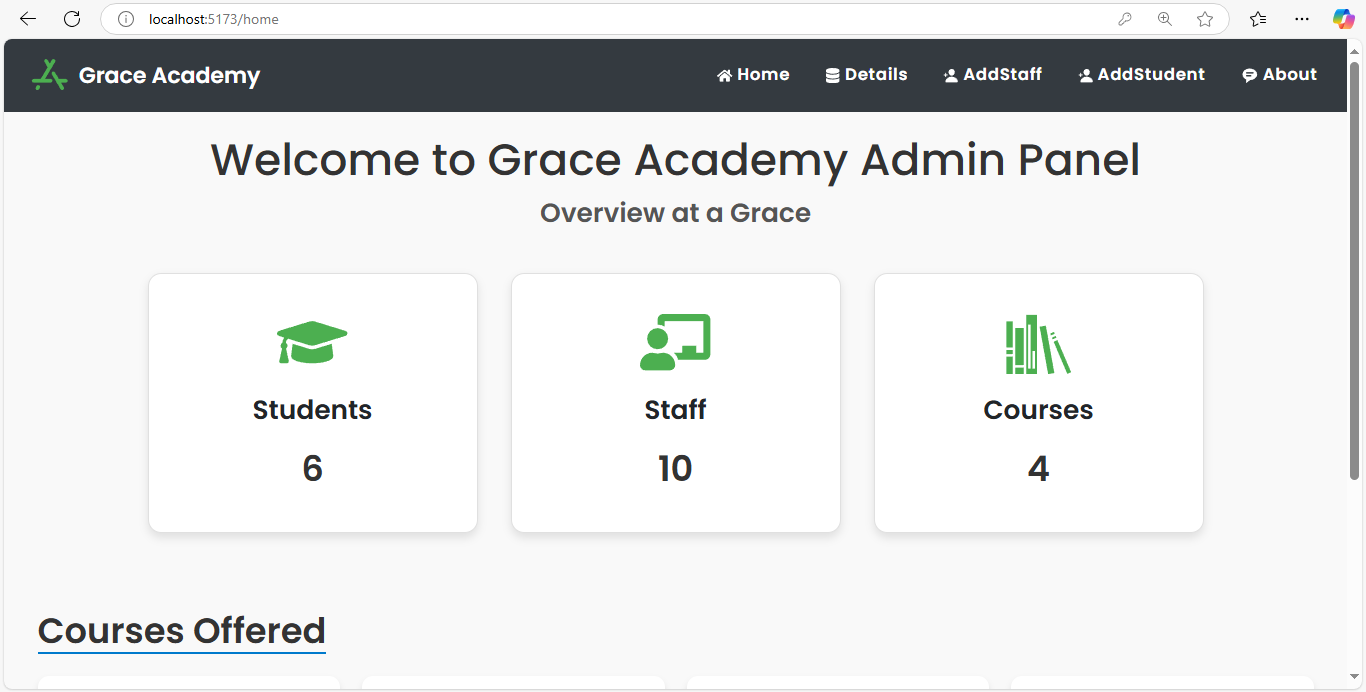 localhost:5173/home
Grace Academy
Home Details AddStaff AddStudent About
Welcome to Grace Academy Admin Panel
Overview at a Grace
Students Staff Courses
6 10 4
Courses Offered